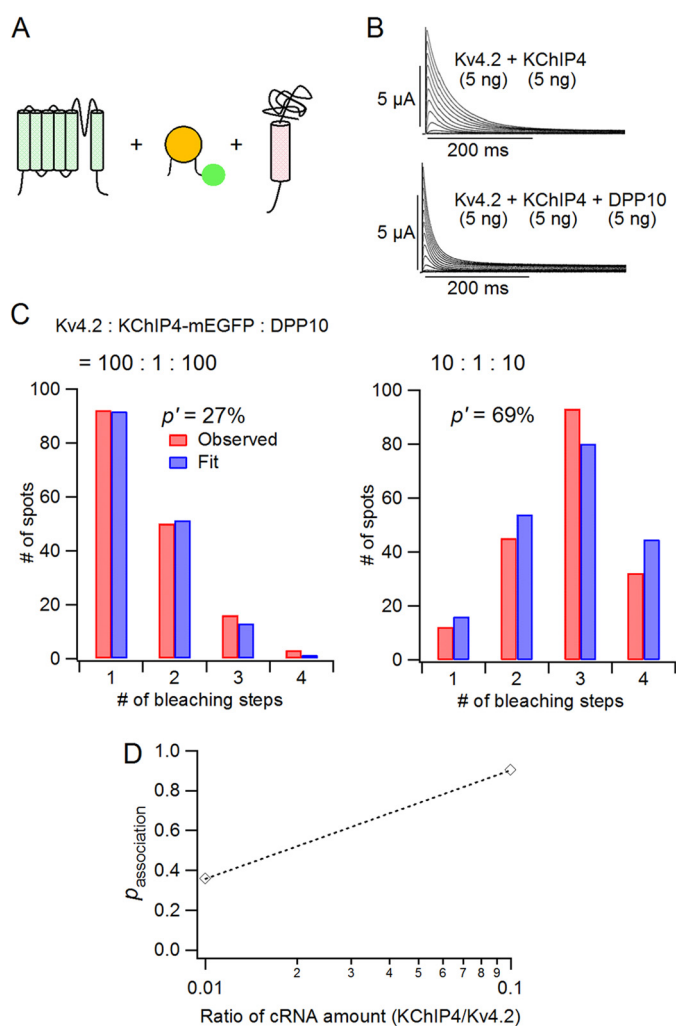 A
+
+
B
Kv4.2 + KChIP4
(5 ng) (5 ng)
5 µA
200 ms
Kv4.2 + KChIP4 + DPP10
(5 ng) (5 ng) (5 ng)
5 µA
200 ms
C
Kv4.2 : KChIP4-mEGFP : DPP10
= 100 : 1 : 100
p' = 27%
Observed
Fit
100
80
60
40
20
0
# of spots
1 2 3 4
# of bleaching steps
10 : 1 : 10
p' = 69%
80
60
40
20
0
# of spots
1 2 3 4
# of bleaching steps
D
1.0
0.8
0.6
0.4
0.2
0.0
passociation
0.01 2 3 4 5 6 7 8 9 0.1
Ratio of cRNA amount (KChIP4/Kv4.2)